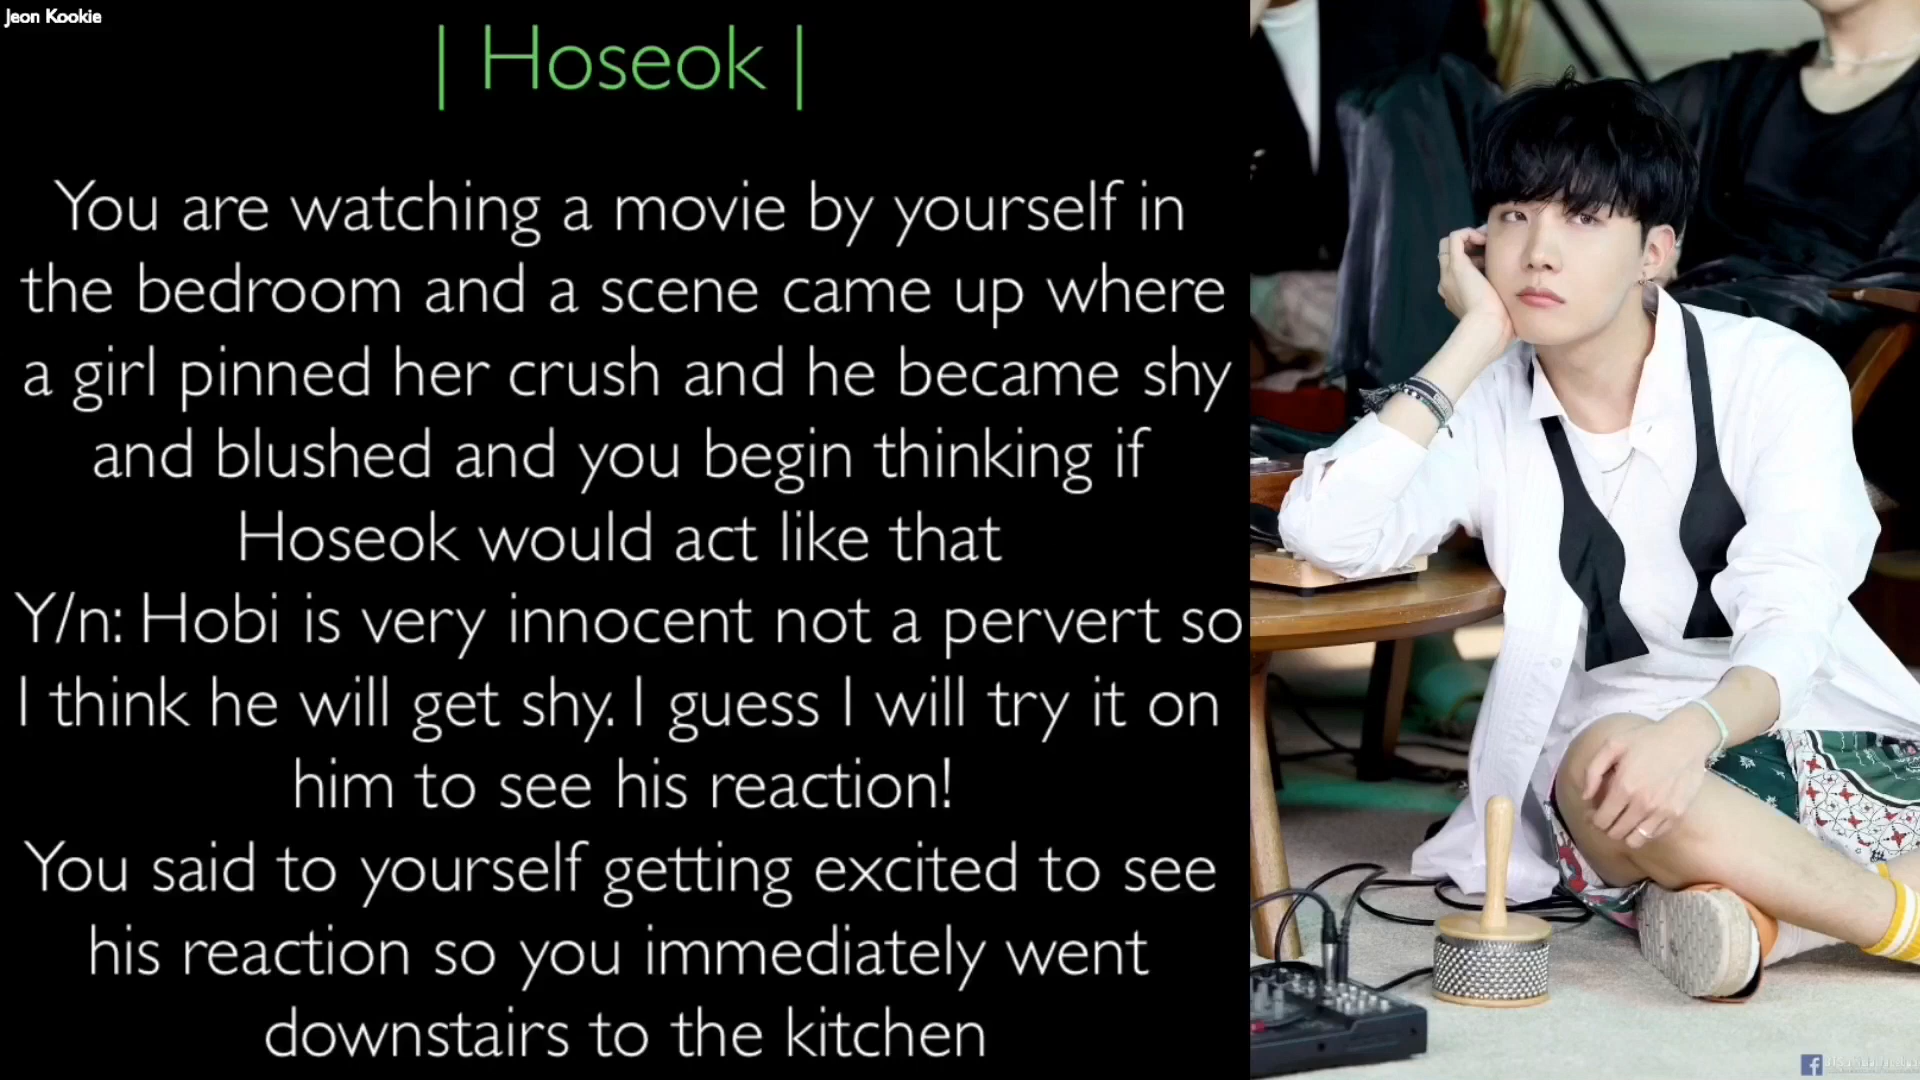 Jeon Kookie
| Hoseok |
You are watching a movie by yourself in
the bedroom and a scene came up where
a girl pinned her crush and he became shy
and blushed and you begin thinking if
Hoseok would act like that
Y/n: Hobi is very innocent not a pervert so
I think he will get shy. I guess I will try it on
him to see his reaction!
You said to yourself getting excited to see
his reaction so you immediately went
downstairs to the kitchen